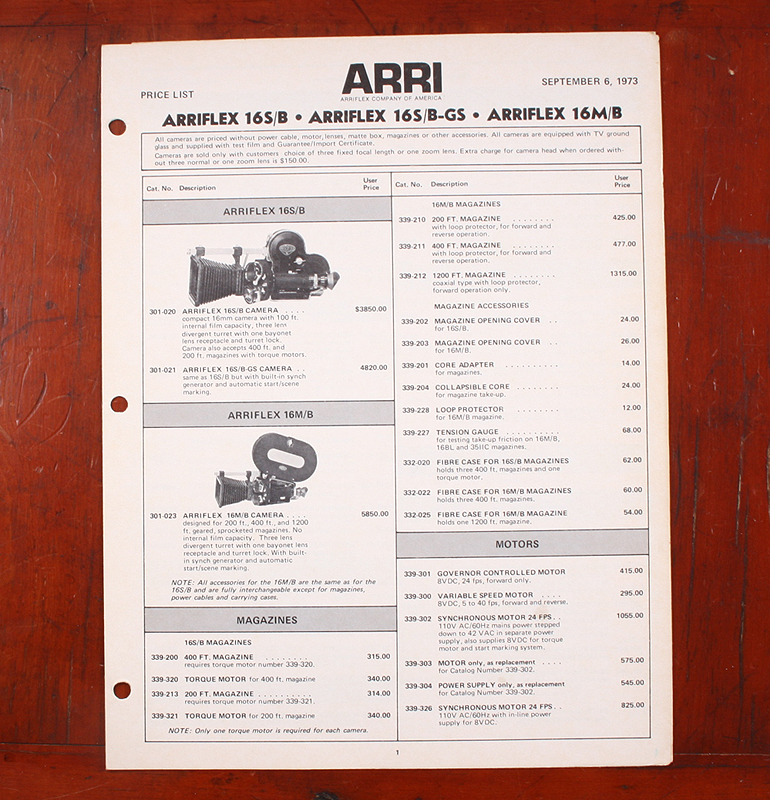 PRICE LIST
ARRI
ARRIFLEX COMPANY OF AMERICA
SEPTEMBER 6, 1973
ARRIFLEX 16S/B • ARRIFLEX 16S/B-GS • ARRIFLEX 16M/B
All cameras are priced without power cable, motor, lenses, matte box, magazines or other accessories. All cameras are equipped with TV ground
glass and supplied with test film and Guarantee/Import Certificate.
Cameras are sold only with customers choice of three fixed focal length or one zoom lens. Extra charge for camera head when ordered with-
out three normal or one zoom lens is $150.00.
Cat. No. Description User Price
ARRIFLEX 16S/B
301-020 ARRIFLEX 16S/B CAMERA . . . . $3850.00
compact 16mm camera with 100 ft.
internal film capacity, three lens
divergent turret with one bayonet
lens receptacle and turret lock.
Camera also accepts 400 ft. and
200 ft. magazines with torque motors.
301-021 ARRIFLEX 16S/B-GS CAMERA . . 4820.00
same as 16S/B but with built-in synch
generator and automatic start/scene
marking.
ARRIFLEX 16M/B
301-023 ARRIFLEX 16M/B CAMERA . . . . 5850.00
designed for 200 ft., 400 ft., and 1200
ft. geared, sprocketed magazines. No
internal film capacity. Three lens
divergent turret with one bayonet lens
receptacle and turret lock. With built-
in synch generator and automatic
start/scene marking.
NOTE: All accessories for the 16M/B are the same as for the
16S/B and are fully interchangeable except for magazines,
power cables and carrying cases.
MAGAZINES
16S/B MAGAZINES
339-200 400 FT. MAGAZINE . . . . . . . . 315.00
requires torque motor number 339-320.
339-320 TORQUE MOTOR for 400 ft. magazine 340.00
339-213 200 FT. MAGAZINE . . . . . . . . . 314.00
requires torque motor number 339-321.
339-321 TORQUE MOTOR for 200 ft. magazine 340.00
NOTE: Only one torque motor is required for each camera.
Cat. No. Description User Price
16M/B MAGAZINES
339-210 200 FT. MAGAZINE . . . . . . . . 425.00
with loop protector, for forward and
reverse operation.
339-211 400 FT. MAGAZINE . . . . . . . . 477.00
with loop protector, for forward and
reverse operation.
339-212 1200 FT. MAGAZINE . . . . . . . . 1315.00
coaxial type with loop protector,
forward operation only.
MAGAZINE ACCESSORIES
339-202 MAGAZINE OPENING COVER . . 24.00
for 16S/B.
339-203 MAGAZINE OPENING COVER . . 26.00
for 16M/B.
339-201 CORE ADAPTER . . . . . . . . . . 14.00
for magazines.
339-204 COLLAPSIBLE CORE . . . . . . . . 24.00
for magazine take-up.
339-228 LOOP PROTECTOR . . . . . . . . 12.00
for 16M/B magazine.
339-227 TENSION GAUGE . . . . . . . . . . 68.00
for testing take-up friction on 16M/B,
16BL and 35IIC magazines.
332-020 FIBRE CASE FOR 16S/B MAGAZINES 62.00
holds three 400 ft. magazines and one
torque motor.
332-022 FIBRE CASE FOR 16M/B MAGAZINES 60.00
holds three 400 ft. magazines.
332-025 FIBRE CASE FOR 16M/B MAGAZINE 54.00
holds one 1200 ft. magazine.
MOTORS
339-301 GOVERNOR CONTROLLED MOTOR 415.00
8VDC, 24 fps, forward only.
339-300 VARIABLE SPEED MOTOR . . . . 295.00
8VDC, 5 to 40 fps, forward and reverse.
339-302 SYNCHRONOUS MOTOR 24 FPS . . 1055.00
110V AC/60Hz mains power stepped
down to 42 VAC in separate power
supply, also supplies 8VDC for torque
motor and start marking system.
339-303 MOTOR only, as replacement . . . . 575.00
for Catalog Number 339-302.
339-304 POWER SUPPLY only, as replacement 545.00
for Catalog Number 339-302.
339-326 SYNCHRONOUS MOTOR 24 FPS . . 825.00
110V AC/60Hz with in-line power
supply for 8VDC.
1